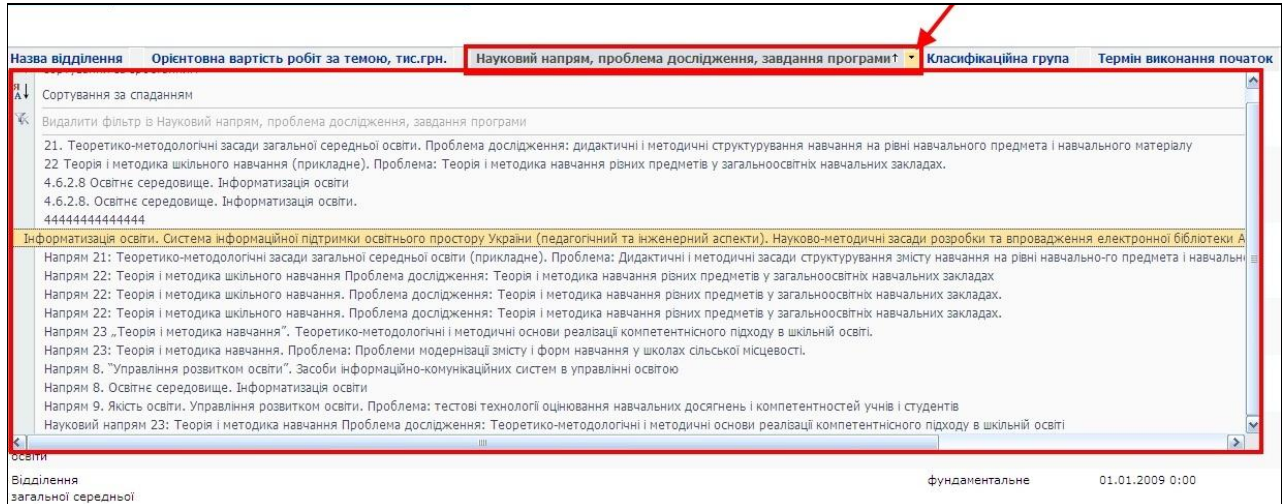 Назва відділення Орієнтовна вартість робіт за темою, тис.грн. Науковий напрям, проблема дослідження, завдання програми↑ Класифікаційна група Термін виконання початок
Сортування за спаданням
Видалити фільтр із Науковий напрям, проблема дослідження, завдання програми
21. Теоретико-методологічні засади загальної середньої освіти. Проблема дослідження: дидактичні і методичні структурування навчання на рівні навчального предмета і навчального матеріалу
22 Теорія і методика шкільного навчання (прикладне). Проблема: Теорія і методика навчання різних предметів у загальноосвітніх навчальних закладах.
4.6.2.8 Освітнє середовище. Інформатизація освіти
4.6.2.8. Освітнє середовище. Інформатизація освіти.
44444444444444
Інформатизація освіти. Система інформаційної підтримки освітнього простору України (педагогічний та інженерний аспекти). Науково-методичні засади розробки та впровадження електронної бібліотеки А
Напрям 21: Теоретико-методологічні засади загальної середньої освіти (прикладне). Проблема: Дидактичні і методичні засади структурування змісту навчання на рівні навчально-го предмета і навчальн
Напрям 22: Теорія і методика шкільного навчання Проблема дослідження: Теорія і методика навчання різних предметів у загальноосвітніх навчальних закладах
Напрям 22: Теорія і методика шкільного навчання. Проблема дослідження: Теорія і методика навчання різних предметів у загальноосвітніх навчальних закладах.
Напрям 22: Теорія і методика шкільного навчання. Проблема дослідження: Теорія і методика навчання різних предметів у загальноосвітніх навчальних закладах.
Напрям 23 „Теорія і методика навчання”. Теоретико-методологічні і методичні основи реалізації компетентнісного підходу в шкільній освіті.
Напрям 23: Теорія і методика навчання. Проблема: Проблеми модернізації змісту і форм навчання у школах сільської місцевості.
Напрям 8. “Управління розвитком освіти”. Засоби інформаційно-комунікаційних систем в управлінні освітою
Напрям 8. Освітнє середовище. Інформатизація освіти
Напрям 9. Якість освіти. Управління розвитком освіти. Проблема: тестові технології оцінювання навчальних досягнень і компетентностей учнів і студентів
Науковий напрям 23: Теорія і методика навчання Проблема дослідження: Теоретико-методологічні і методичні основи реалізації компетентнісного підходу в шкільній освіті
освіти
Відділення фундаментальне 01.01.2009 0:00
загальної середньої